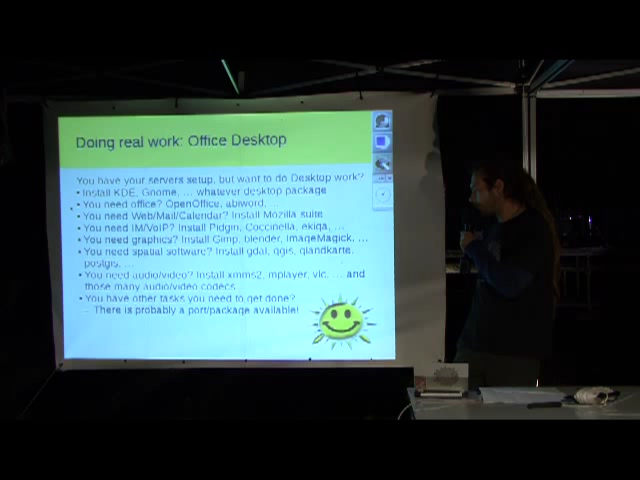 Doing real work: Office Desktop
You have your servers setup, but want to do Desktop work?
• Install KDE, Gnome, … whatever desktop package
• You need office? OpenOffice, abiword, …
• You need Web/Mail/Calendar? Install Mozilla suite
• You need IM/VoIP? Install Pidgin, Coccinella, ekiga, …
• You need graphics? Install Gimp, blender, ImageMagick, …
• You need spatial software? Install gdal, qgis, qlandkarte,
postgis, …
• You need audio/video? Install xmms2, mplayer, vlc, … and
those many audio/video codecs
• You have other tasks you need to get done?
– There is probably a port/package available!